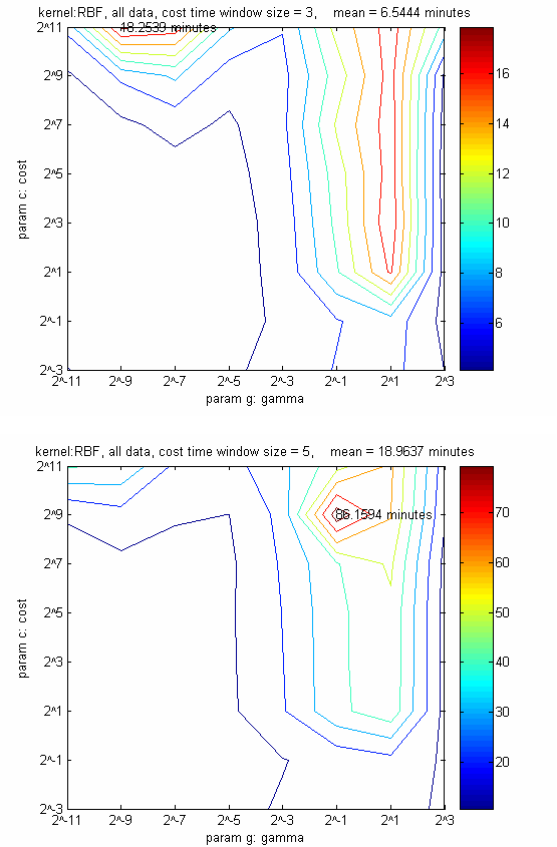 kernel:RBF, all data, cost time window size = 3, mean = 6.5444 minutes
2^11
18.2539 minutes
2^9
2^7
2^5
2^3
2^1
2^-1
2^-3
param c: cost
2^-11 2^-9 2^-7 2^-5 2^-3 2^-1 2^1 2^3
param g: gamma
16
14
12
10
8
6
kernel:RBF, all data, cost time window size = 5, mean = 18.9637 minutes
2^11
2^9
86.1594 minutes
2^7
2^5
2^3
2^1
2^-1
2^-3
param c: cost
2^-11 2^-9 2^-7 2^-5 2^-3 2^-1 2^1 2^3
param g: gamma
70
60
50
40
30
20